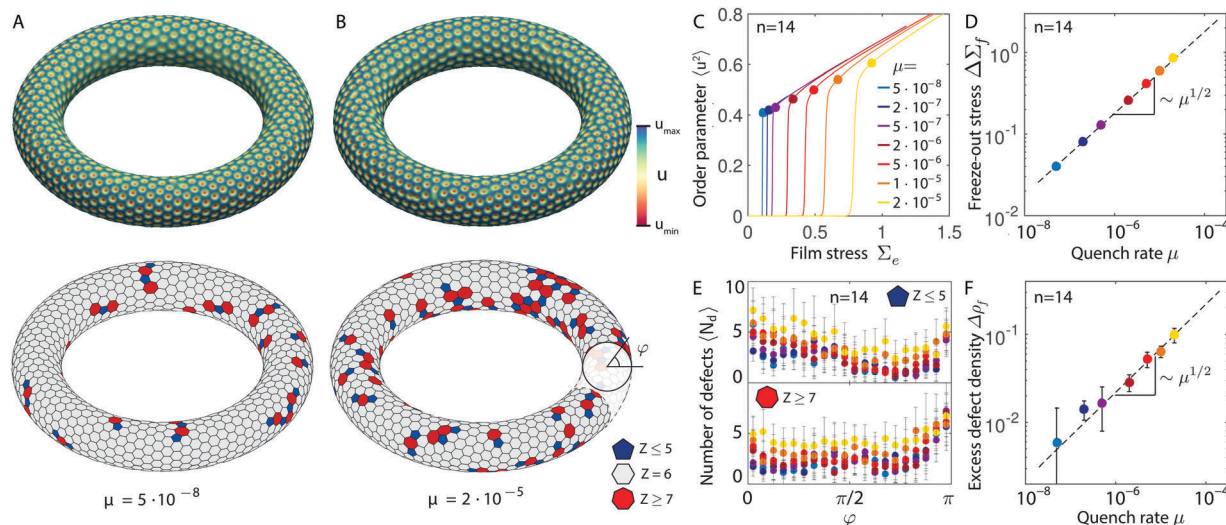 A
B
u_max
u
u_min
φ
Z ≤ 5
Z = 6
Z ≥ 7
μ = 5 · 10⁻⁸
μ = 2 · 10⁻⁵
C
n=14
Order parameter ⟨u²⟩
0.8
0.6
0.4
0.2
0
μ=
5 · 10⁻⁸
2 · 10⁻⁷
5 · 10⁻⁷
2 · 10⁻⁶
5 · 10⁻⁶
1 · 10⁻⁵
2 · 10⁻⁵
0 0.5 1 1.5
Film stress Σ_e
D
n=14
Freeze-out stress ΔΣ_f
10⁰
10⁻¹
10⁻²
~ μ^1/2
10⁻⁸ 10⁻⁶ 10⁻⁴
Quench rate μ
E
n=14
Z ≤ 5
Number of defects ⟨N_d⟩
10
5
0
Z ≥ 7
5
0
0 π/2 π
φ
F
n=14
Excess defect density Δρ_f
10⁻¹
10⁻²
~ μ^1/2
10⁻⁸ 10⁻⁶ 10⁻⁴
Quench rate μ